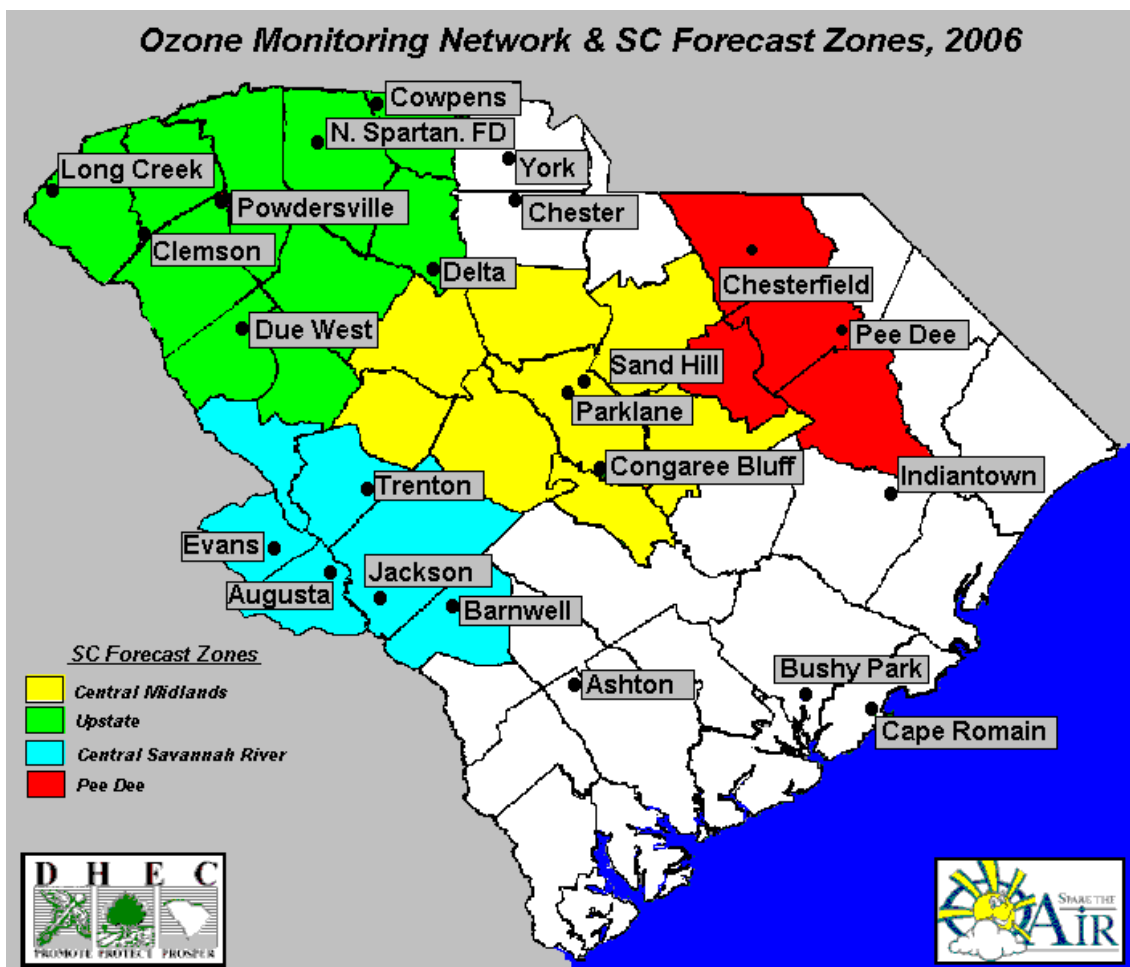 Ozone Monitoring Network & SC Forecast Zones, 2006
Cowpens
N. Spartan. FD
York
Long Creek
Powdersville
Chester
Clemson
Delta
Chesterfield
Due West
Pee Dee
Sand Hill
Parklane
Congaree Bluff
Indiantown
Trenton
Evans
Augusta
Jackson
Barnwell
Ashton
Bushy Park
Cape Romain
SC Forecast Zones
Central Midlands
Upstate
Central Savannah River
Pee Dee
D H E C
PROMOTE PROTECT PROSPER
SPARE THE
AIR